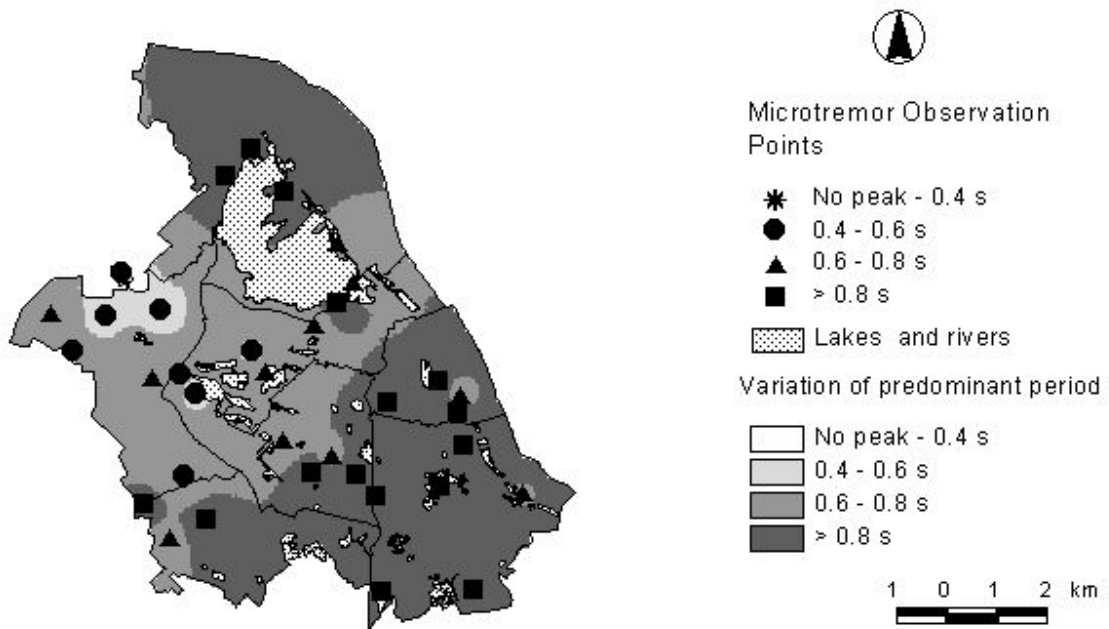 Microtremor Observation
Points
No peak - 0.4 s
0.4 - 0.6 s
0.6 - 0.8 s
> 0.8 s
Lakes and rivers
Variation of predominant period
No peak - 0.4 s
0.4 - 0.6 s
0.6 - 0.8 s
> 0.8 s
1 0 1 2 km